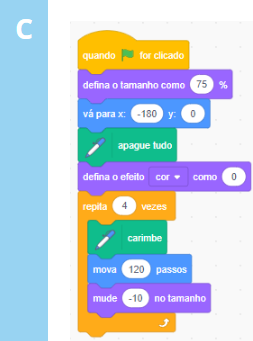 C
quando for clicado
defina o tamanho como 75 %
vá para x: -180 y: 0
apague tudo
defina o efeito cor como 0
repita 4 vezes
carimbe
mova 120 passos
mude -10 no tamanho